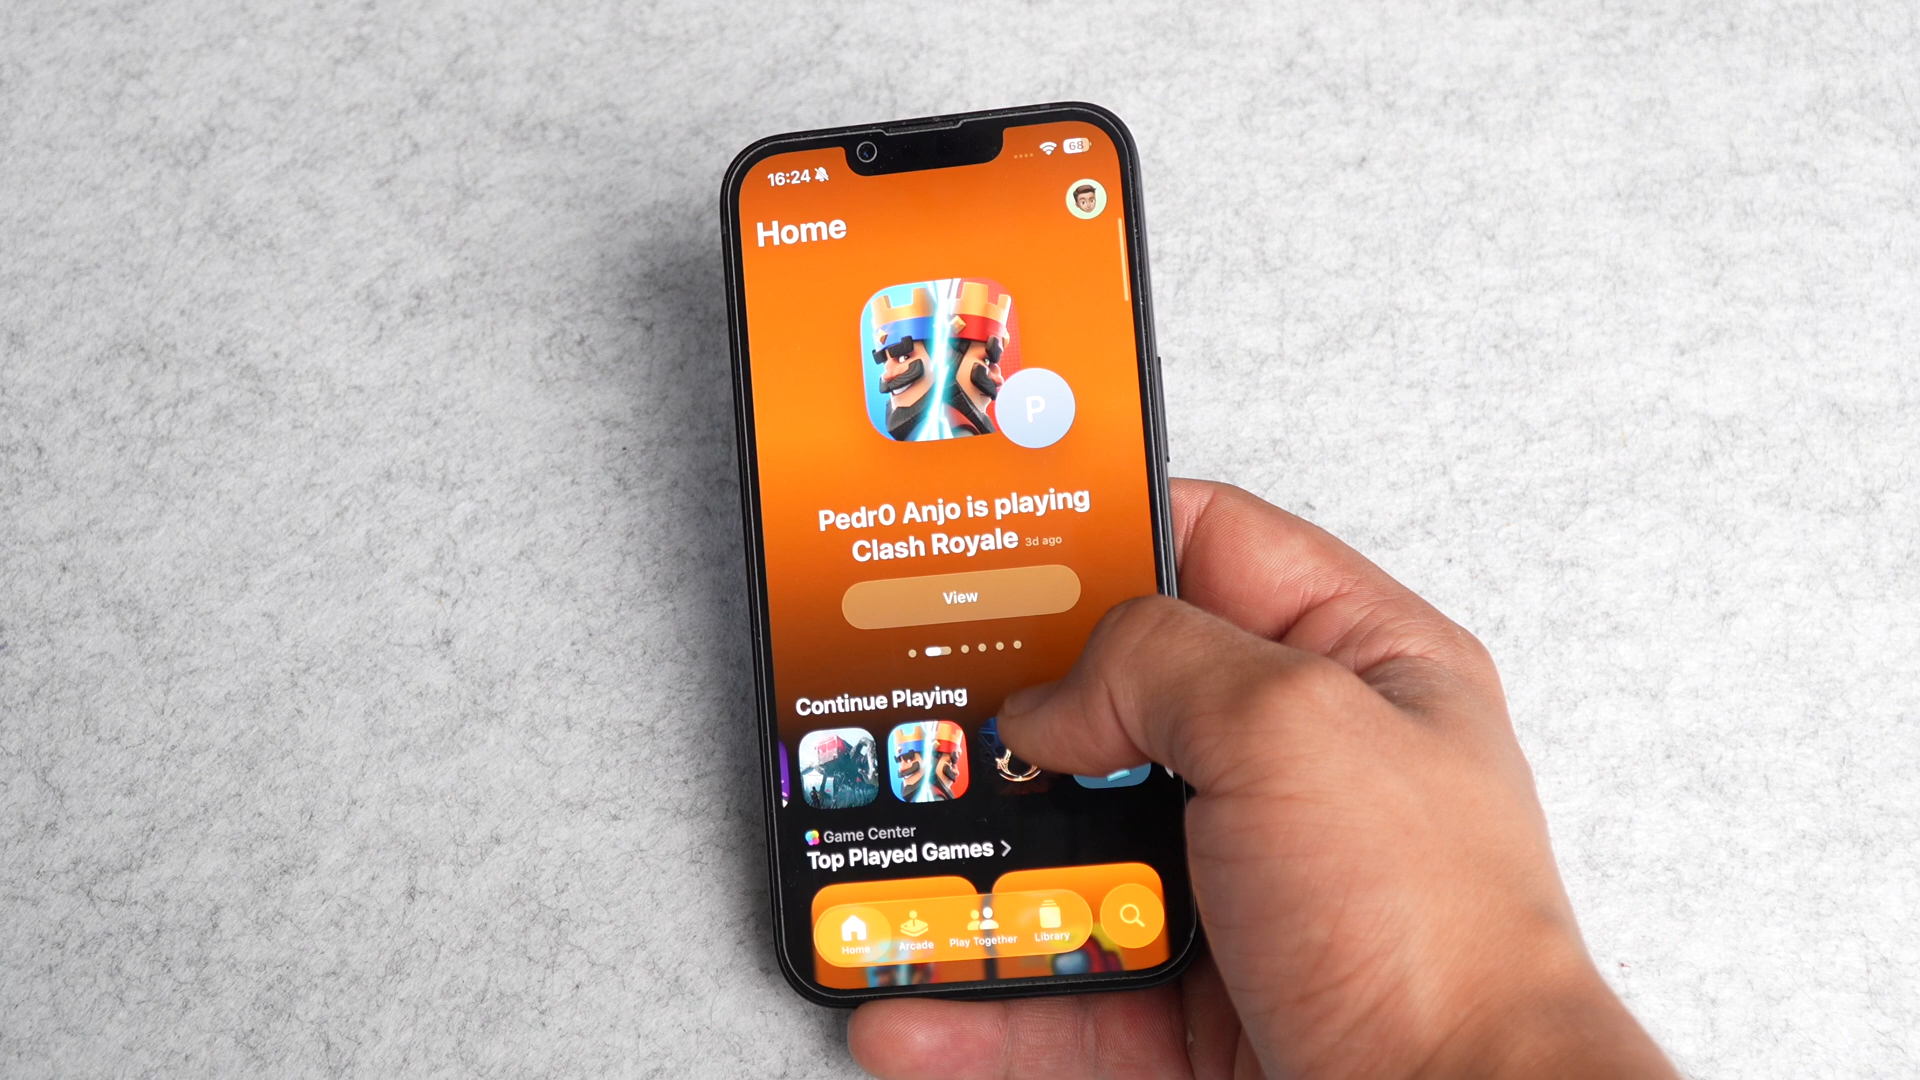 16:24
68
Home
P
Pedr0 Anjo is playing
Clash Royale 3d ago
View
Continue Playing
Game Center
Top Played Games
Home Arcade Play Together Library